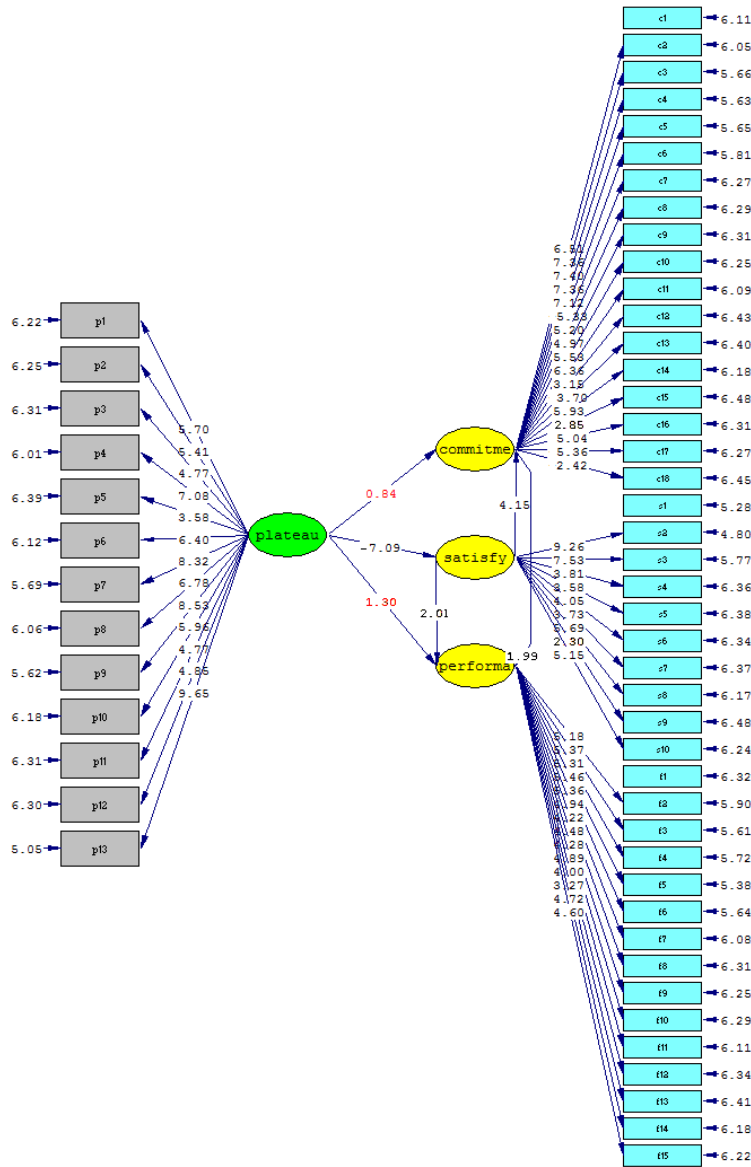 6.22 p1
6.25 p2
6.31 p3
6.01 p4
6.39 p5
6.12 p6
5.69 p7
6.06 p8
5.62 p9
6.18 p10
6.31 p11
6.30 p12
5.05 p13
5.70
5.41
4.77
7.08
3.58
6.40
8.32
6.78
8.53
5.96
4.77
4.85
9.65
plateau
0.84
-7.09
1.30
commitme
4.15
satisfy
2.01
performa
1.99
7.36
7.40
7.36
7.12
5.20
4.97
5.53
6.36
3.15
3.70
5.93
2.85
5.04
5.36
2.42
9.26
7.53
3.81
4.05
3.73
2.30
5.15
4.22
4.89
4.00
3.27
4.72
4.60
c1 6.11
c2 6.05
c3 5.66
c4 5.63
c5 5.65
c6 5.81
c7 6.27
c8 6.29
c9 6.31
c10 6.25
c11 6.09
c12 6.43
c13 6.40
c14 6.18
c15 6.48
c16 6.31
c17 6.27
c18 6.45
s1 5.28
s2 4.80
s3 5.77
s4 6.36
s5 6.38
s6 6.34
s7 6.37
s8 6.17
s9 6.48
s10 6.24
f1 6.32
f2 5.90
f3 5.61
f4 5.72
f5 5.38
f6 5.64
f7 6.08
f8 6.31
f9 6.25
f10 6.29
f11 6.11
f12 6.34
f13 6.41
f14 6.18
f15 6.22